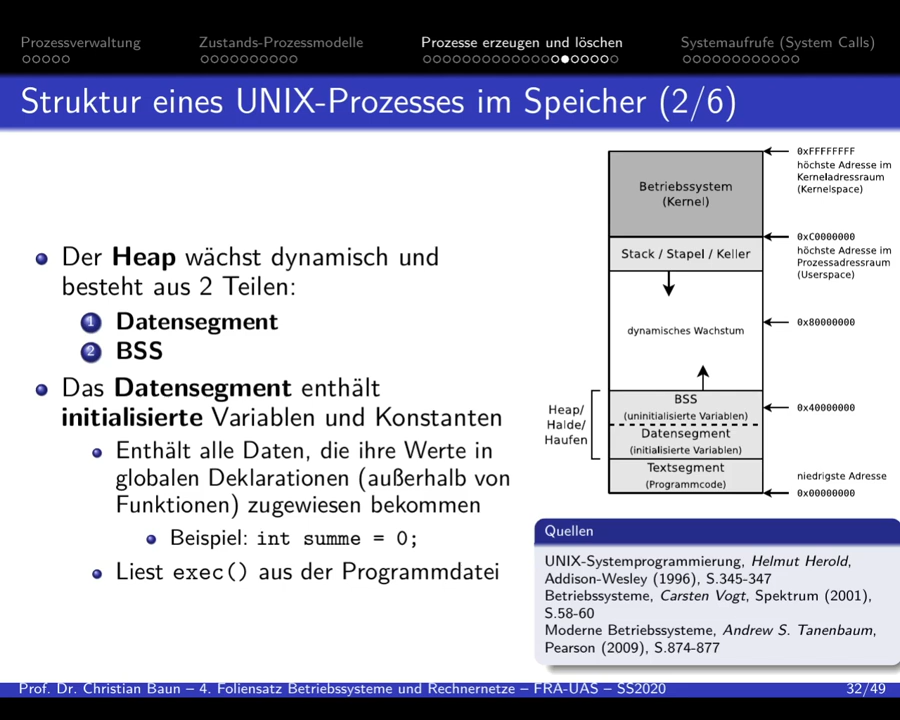 Prozessverwaltung
Zustands-Prozessmodelle
Prozesse erzeugen und löschen
Systemaufrufe (System Calls)
Struktur eines UNIX-Prozesses im Speicher (2/6)
Der Heap wächst dynamisch und
besteht aus 2 Teilen:
1 Datensegment
2 BSS
Das Datensegment enthält
initialisierte Variablen und Konstanten
Enthält alle Daten, die ihre Werte in
globalen Deklarationen (außerhalb von
Funktionen) zugewiesen bekommen
Beispiel: int summe = 0;
Liest exec() aus der Programmdatei
Betriebssystem
(Kernel)
Stack / Stapel / Keller
dynamisches Wachstum
BSS
(uninitialisierte Variablen)
Datensegment
(initialisierte Variablen)
Textsegment
(Programmcode)
Heap/
Halde/
Haufen
0xFFFFFFFF
höchste Adresse im
Kerneladressraum
(Kernelspace)
0xC0000000
höchste Adresse im
Prozessadressraum
(Userspace)
0x80000000
0x40000000
niedrigste Adresse
0x00000000
Quellen
UNIX-Systemprogrammierung, Helmut Herold,
Addison-Wesley (1996), S.345-347
Betriebssysteme, Carsten Vogt, Spektrum (2001),
S.58-60
Moderne Betriebssysteme, Andrew S. Tanenbaum,
Pearson (2009), S.874-877
Prof. Dr. Christian Baun – 4. Foliensatz Betriebssysteme und Rechnernetze – FRA-UAS – SS2020
32/49